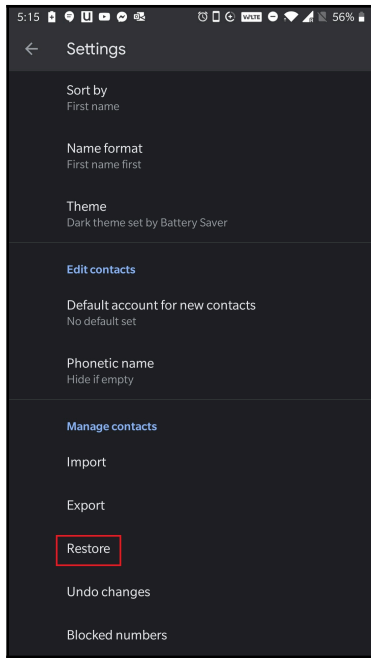 5:15
VoLTE
56%
Settings
Sort by
First name
Name format
First name first
Theme
Dark theme set by Battery Saver
Edit contacts
Default account for new contacts
No default set
Phonetic name
Hide if empty
Manage contacts
Import
Export
Restore
Undo changes
Blocked numbers